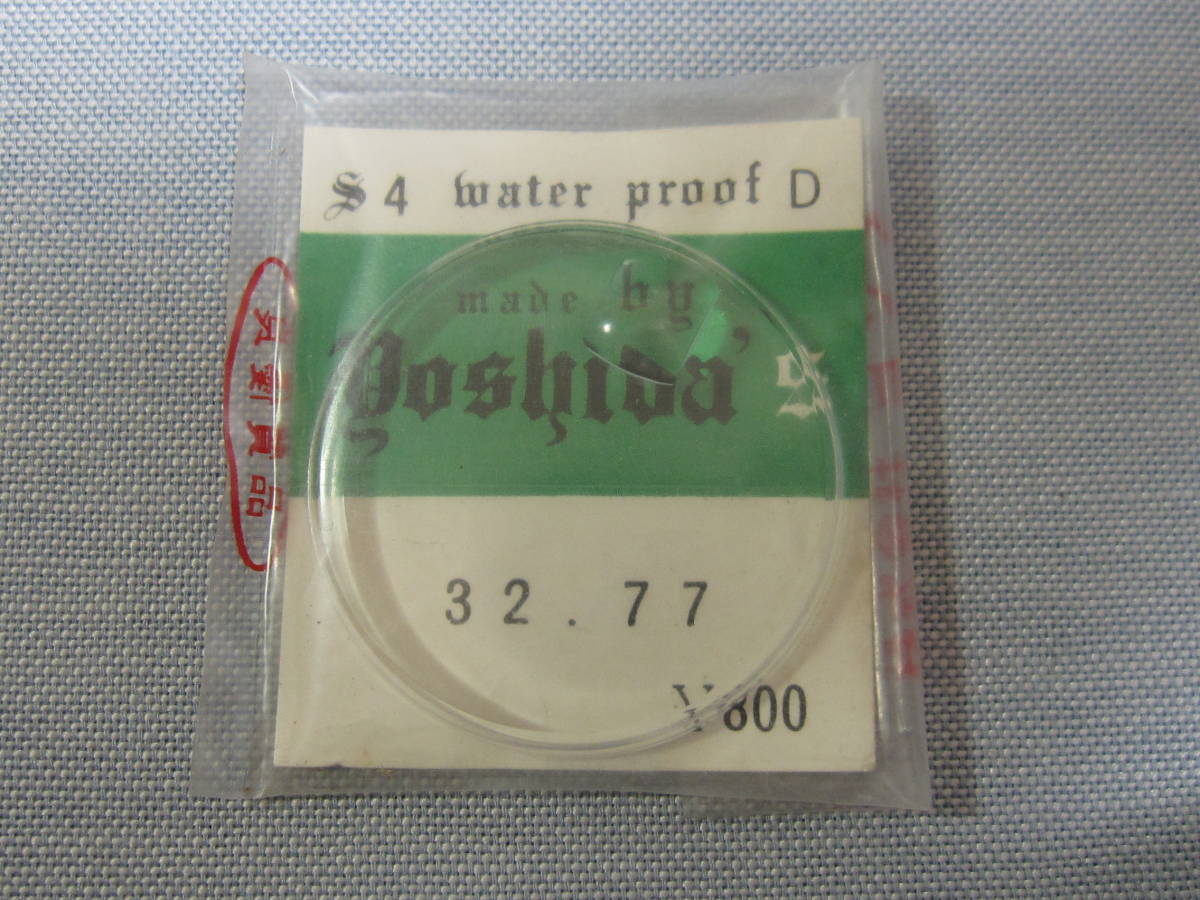 S4 water proof D
made by
Yoshida's
32.77
¥800